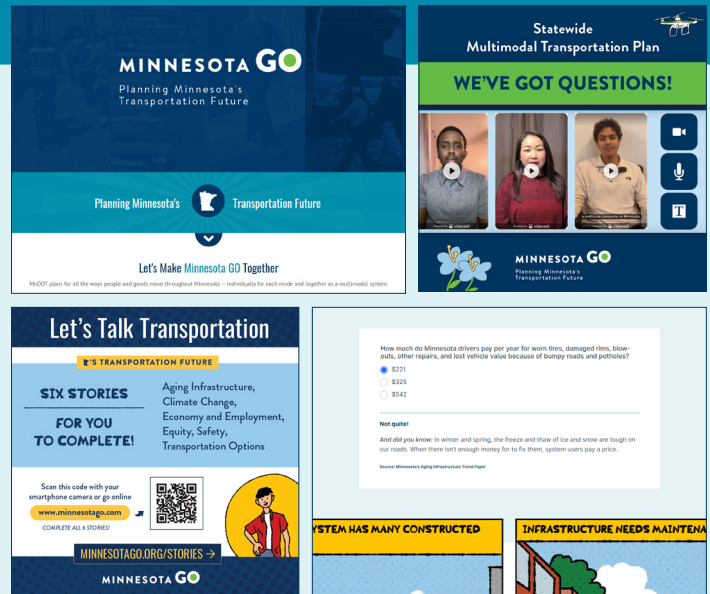 MINNESOTA GO
Planning Minnesota's
Transportation Future
Planning Minnesota's Transportation Future
Let's Make Minnesota GO Together
MnDOT plans for all the ways people and goods move throughout Minnesota – individually for each mode and together as a multimodal system.
Statewide
Multimodal Transportation Plan
WE'VE GOT QUESTIONS!
T
MINNESOTA GO
Planning Minnesota's
Transportation Future
Let's Talk Transportation
'S TRANSPORTATION FUTURE
SIX STORIES
FOR YOU
TO COMPLETE!
Aging Infrastructure,
Climate Change,
Economy and Employment,
Equity, Safety,
Transportation Options
Scan this code with your
smartphone camera or go online
www.minnesotago.com
COMPLETE ALL 6 STORIES!
MINNESOTAGO.ORG/STORIES →
MINNESOTA GO
How much do Minnesota drivers pay per year for worn tires, damaged rims, blow-
outs, other repairs, and lost vehicle value because of bumpy roads and potholes?
$221
$325
$542
Not quite!
And did you know: In winter and spring, the freeze and thaw of ice and snow are tough on
our roads. When there isn't enough money for to fix them, system users pay a price.
Source: Minnesota's Aging Infrastructure Trend Paper
YSTEM HAS MANY CONSTRUCTED
INFRASTRUCTURE NEEDS MAINTENA